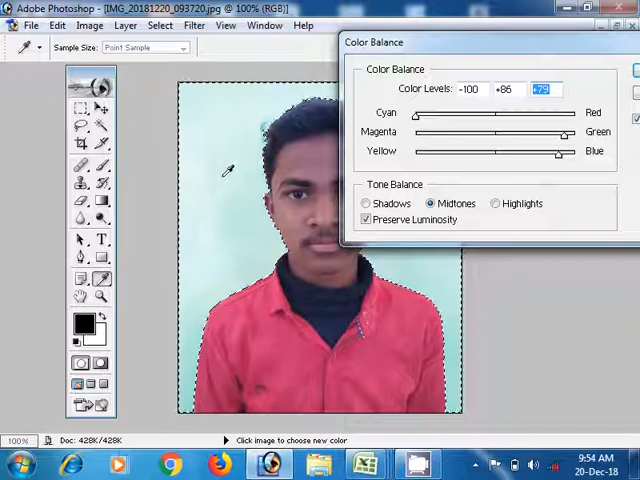 Adobe Photoshop - [IMG_20181220_093720.jpg @ 100% (RGB)]
File Edit Image Layer Select Filter View Window Help
Sample Size: Point Sample
Color Balance
Color Balance
Color Levels: -100 +86 +79
Cyan Red
Magenta Green
Yellow Blue
Tone Balance
Shadows Midtones Highlights
Preserve Luminosity
T
100% Doc: 428K/428K Click image to choose new color
9:54 AM
20-Dec-18